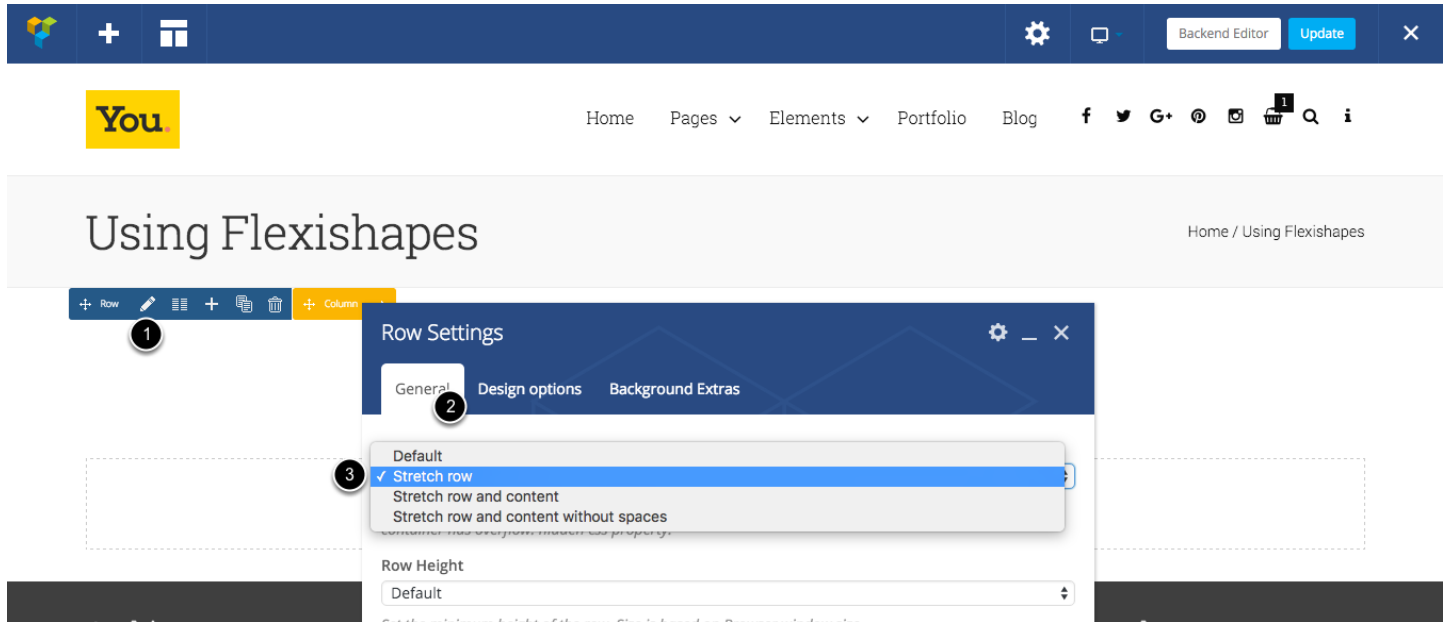 Backend Editor Update
You.
Home Pages Elements Portfolio Blog 1
Using Flexishapes
Home / Using Flexishapes
Row Column
1
Row Settings
General Design options Background Extras
2
Default
3
✓ Stretch row
Stretch row and content
Stretch row and content without spaces
container has overflow: hidden css property.
Row Height
Default